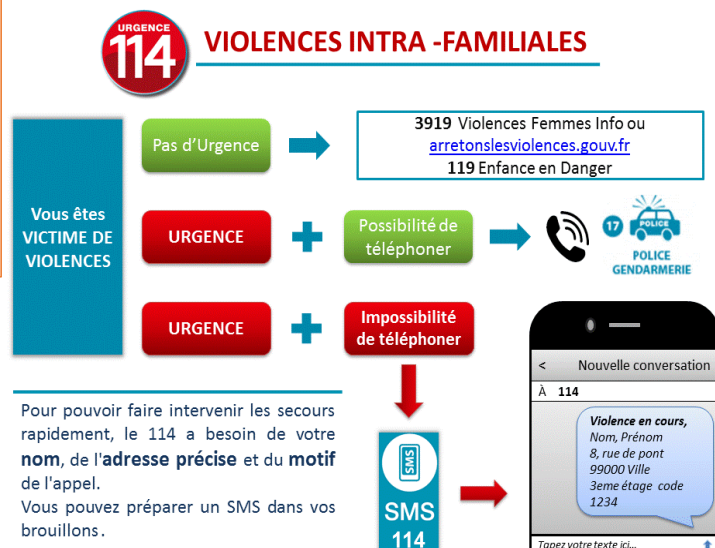 URGENCE
114
VIOLENCES INTRA -FAMILIALES
Vous êtes
VICTIME DE
VIOLENCES
Pas d'Urgence
3919 Violences Femmes Info ou
arretonslesviolences.gouv.fr
119 Enfance en Danger
URGENCE
Possibilité de
téléphoner
17
POLICE
POLICE
GENDARMERIE
URGENCE
Impossibilité
de téléphoner
Pour pouvoir faire intervenir les secours
rapidement, le 114 a besoin de votre
nom, de l'adresse précise et du motif
de l'appel.
Vous pouvez préparer un SMS dans vos
brouillons.
SMS
SMS
114
< Nouvelle conversation
À 114
Violence en cours,
Nom, Prénom
8, rue de pont
99000 Ville
3eme étage code
1234
Tapez votre texte ici...